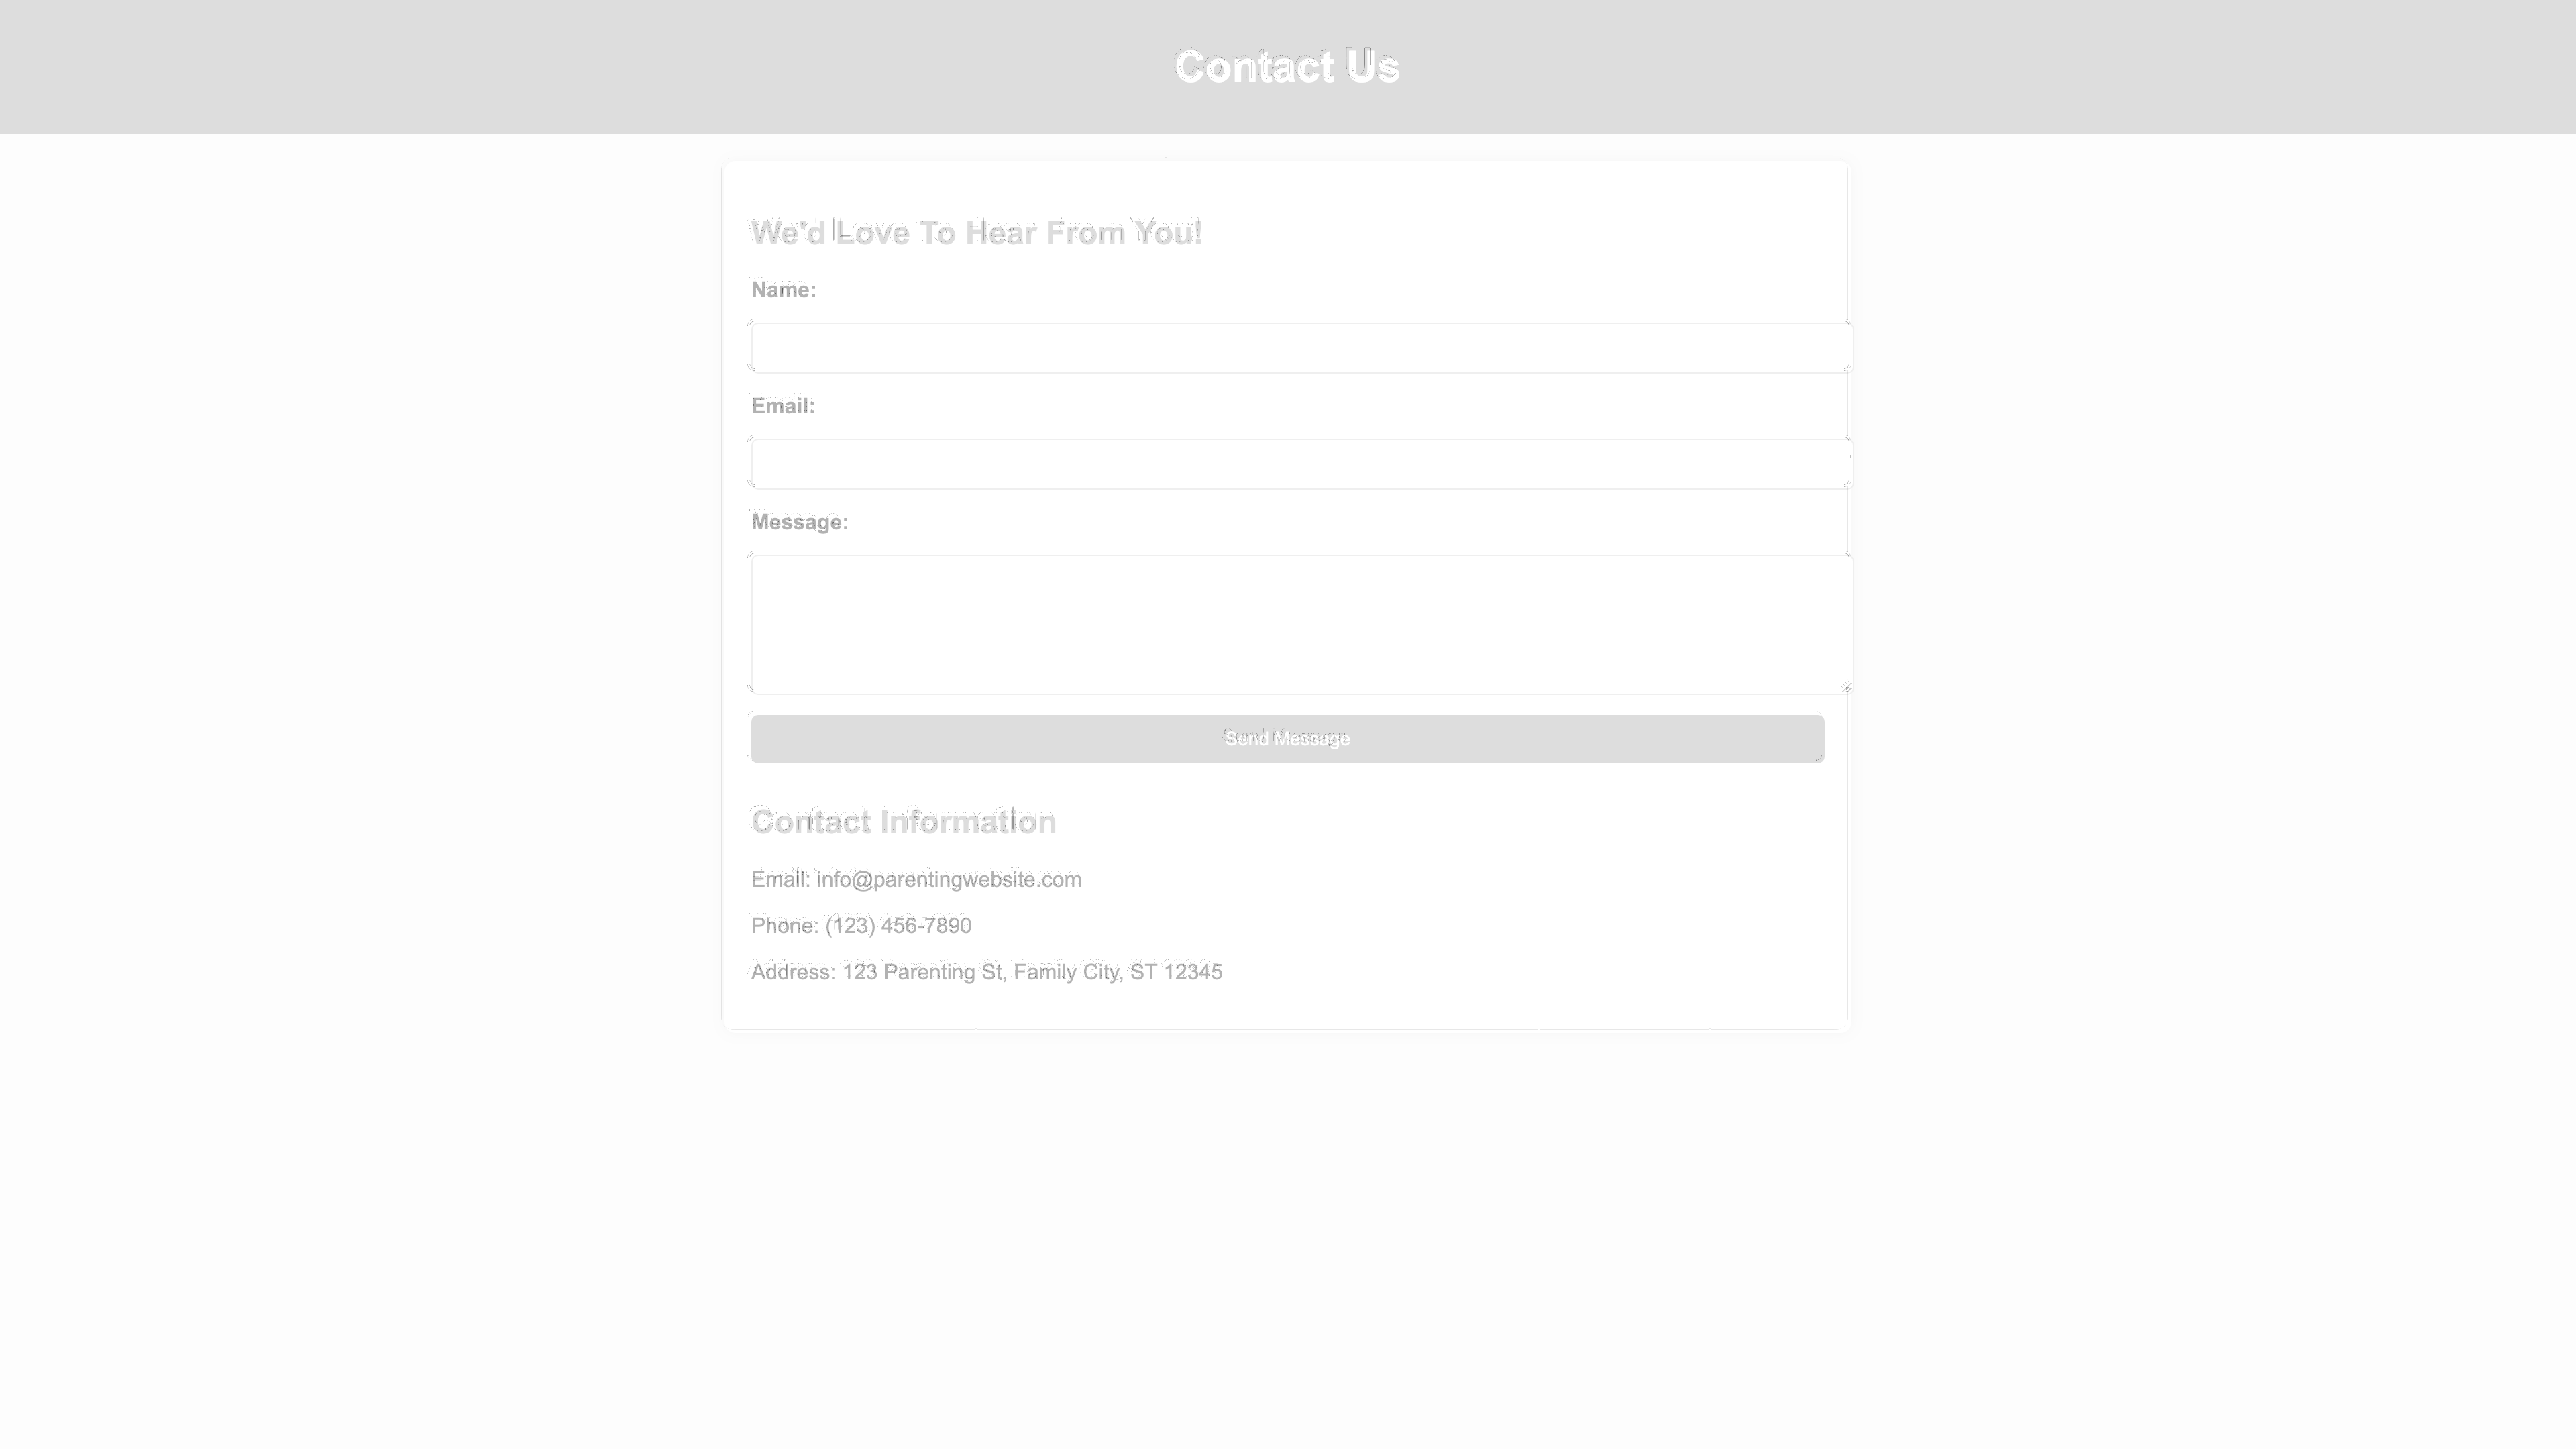 Contact Us
We'd Love To Hear From You!
Name:
Email:
Message:
Send Message
Contact Information
Email: info@parentingwebsite.com
Phone: (123) 456-7890
Address: 123 Parenting St, Family City, ST 12345